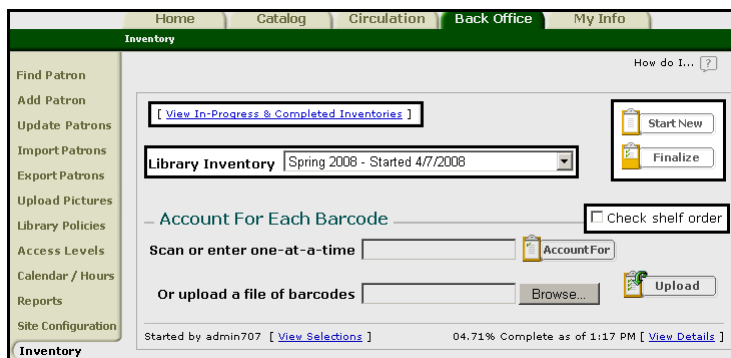 Home Catalog Circulation Back Office My Info
Inventory
How do I... ?
Find Patron
Add Patron
Update Patrons
Import Patrons
Export Patrons
Upload Pictures
Library Policies
Access Levels
Calendar / Hours
Reports
Site Configuration
Inventory
[ View In-Progress & Completed Inventories ]
Start New
Library Inventory Spring 2008 - Started 4/7/2008
Finalize
Account For Each Barcode
Check shelf order
Scan or enter one-at-a-time AccountFor
Or upload a file of barcodes Browse... Upload
Started by admin707 [ View Selections ] 04.71% Complete as of 1:17 PM [ View Details ]